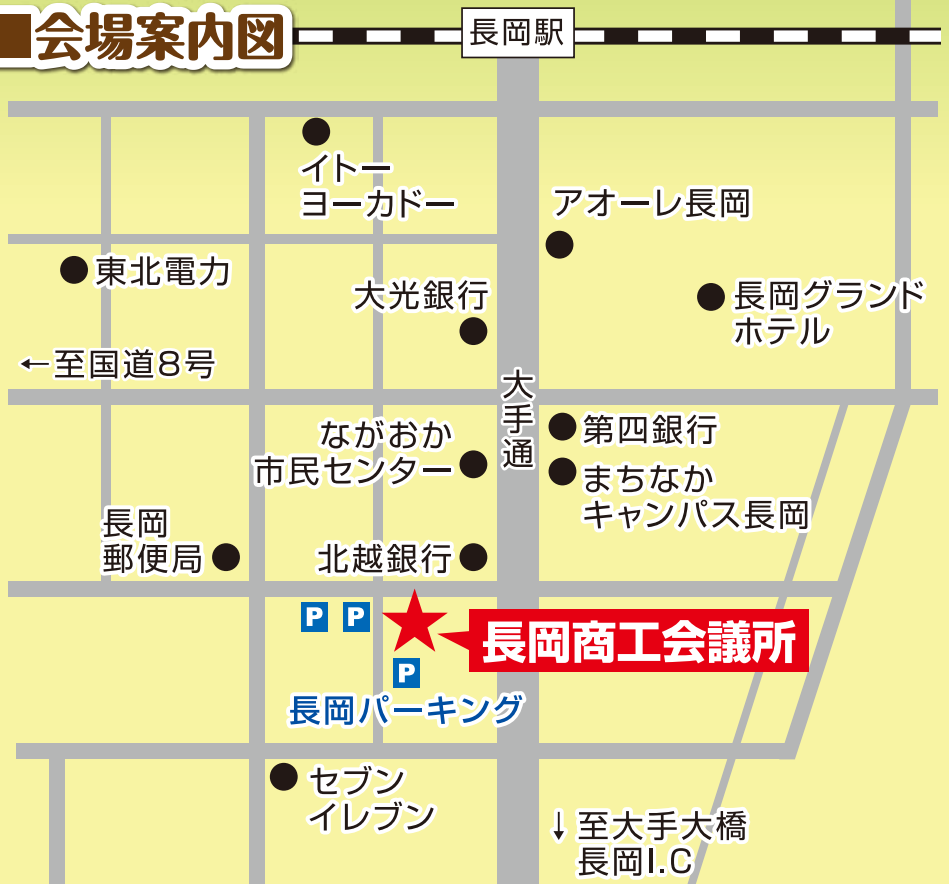 ■会場案内図
長岡駅
イトー
ヨーカドー
アオーレ長岡
東北電力
大光銀行
長岡グランド
ホテル
←至国道8号
大手通
ながおか
市民センター
第四銀行
まちなか
キャンパス長岡
長岡
郵便局
北越銀行
P P
長岡商工会議所
P
長岡パーキング
セブン
イレブン
↓至大手大橋
長岡I.C